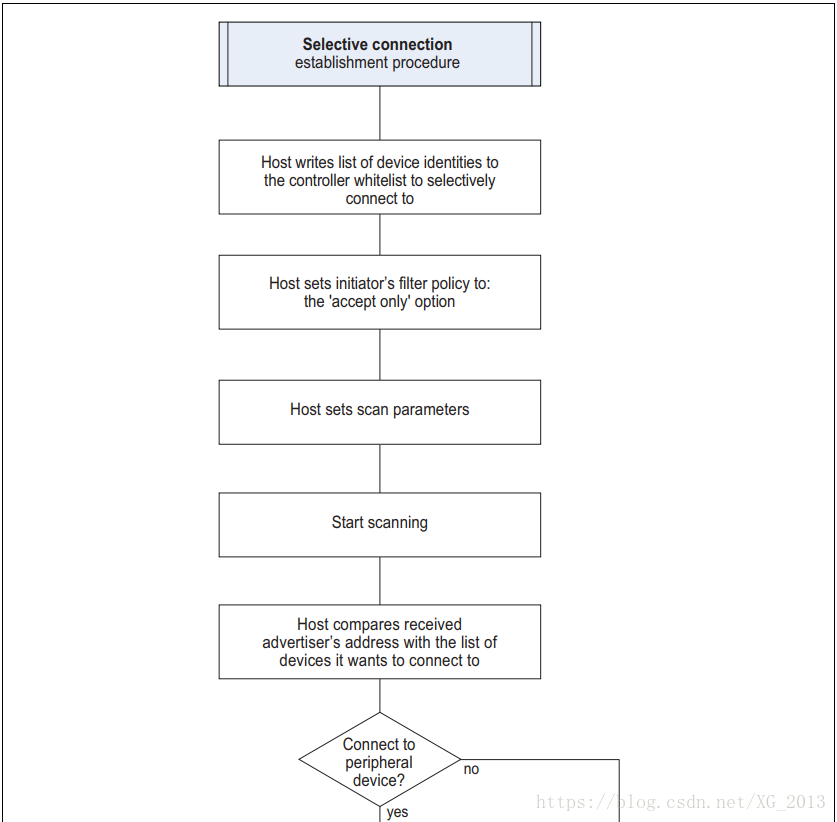 Selective connection
establishment procedure
Host writes list of device identities to
the controller whitelist to selectively
connect to
Host sets initiator’s filter policy to:
the 'accept only' option
Host sets scan parameters
Start scanning
Host compares received
advertiser’s address with the list of
devices it wants to connect to
Connect to
peripheral
device?
no
yes
https://blog.csdn.net/XG_2013